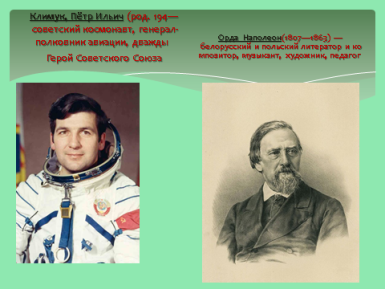 Климук, Пётр Ильич (род. 194—
советский космонавт, генерал-
полковник авиации, дважды
Герой Советского Союза
Орда Наполеон(1807—1863) —
белорусский и польский литератор и ко
мпозитор, музыкант, художник, педагог